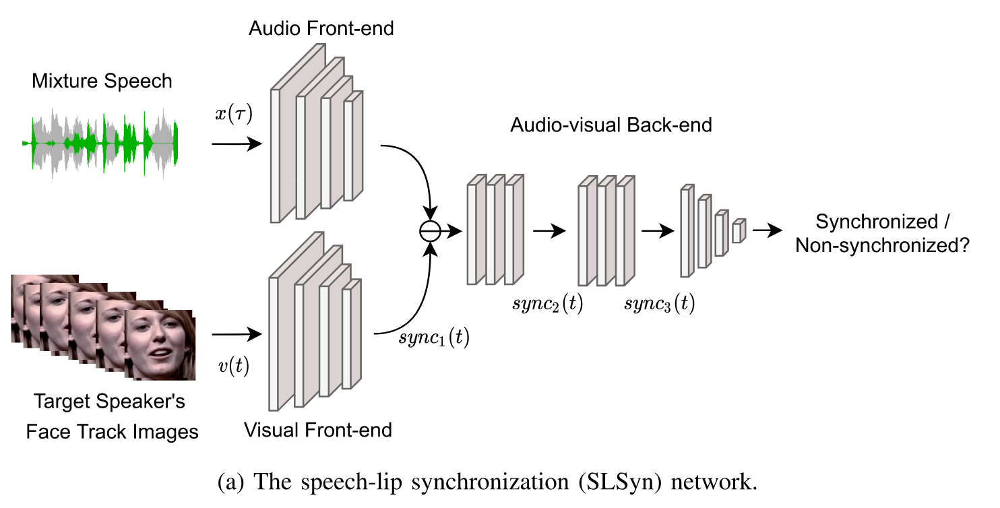 Audio Front-end
Mixture Speech
x(τ)
Audio-visual Back-end
Synchronized /
Non-synchronized?
sync₂(t)
sync₃(t)
sync₁(t)
v(t)
Target Speaker's
Face Track Images
Visual Front-end
(a) The speech-lip synchronization (SLSyn) network.